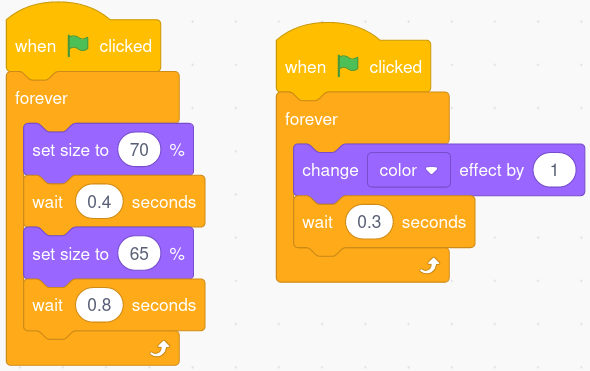 when clicked
forever
set size to 70 %
wait 0.4 seconds
set size to 65 %
wait 0.8 seconds
when clicked
forever
change color effect by 1
wait 0.3 seconds